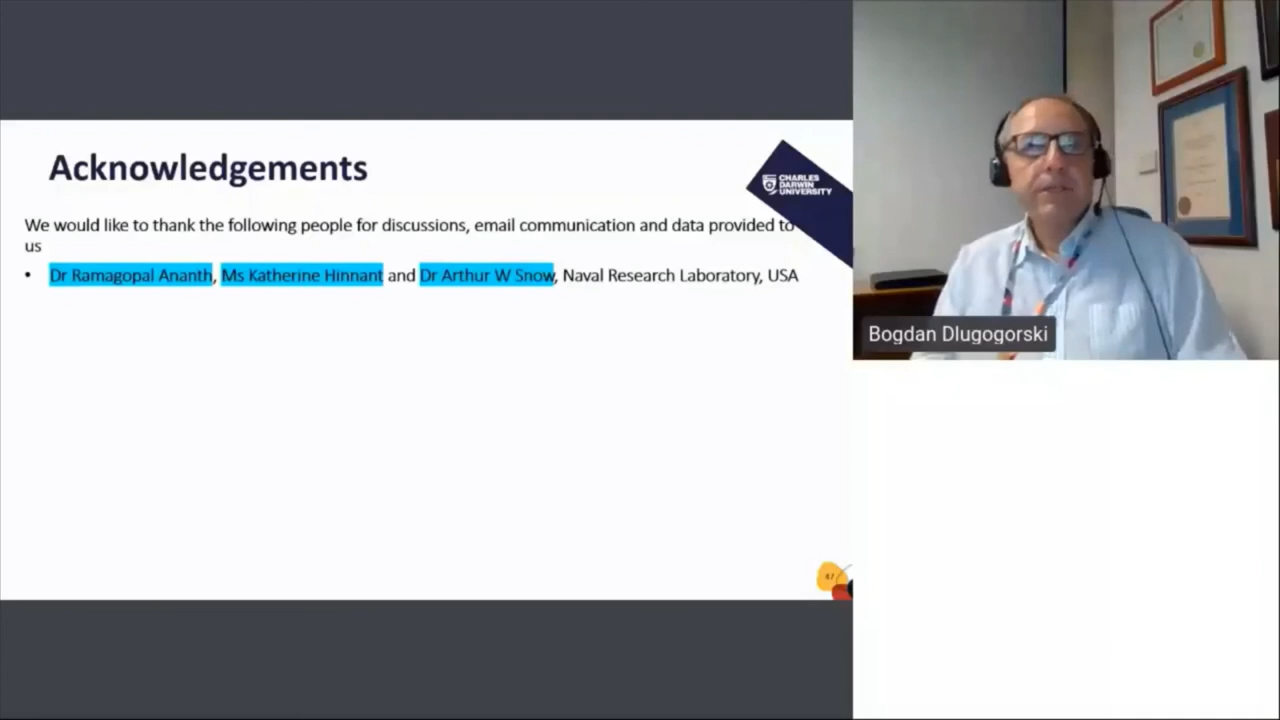 Acknowledgements
CHARLES
DARWIN
UNIVERSITY
We would like to thank the following people for discussions, email communication and data provided to
us
• Dr Ramagopal Ananth, Ms Katherine Hinnant and Dr Arthur W Snow, Naval Research Laboratory, USA
Bogdan Dlugogorski